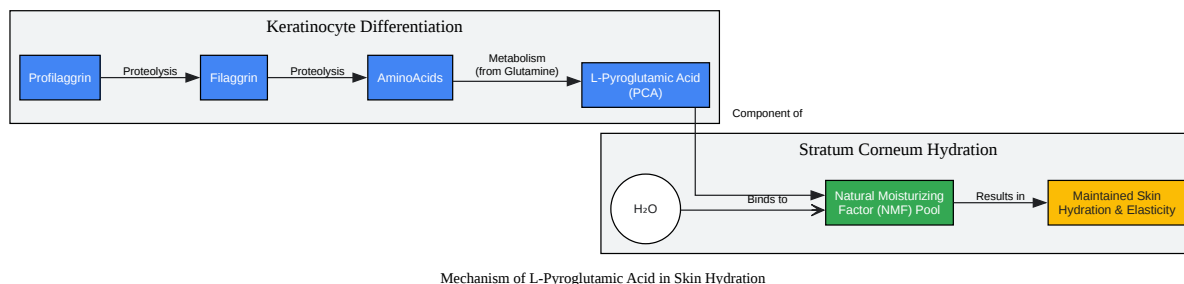 Keratinocyte Differentiation
Profilaggrin
Proteolysis
Filaggrin
Proteolysis
AminoAcids
Metabolism
(from Glutamine)
L-Pyroglutamic Acid
(PCA)
Component of
Stratum Corneum Hydration
H₂O
Binds to
Natural Moisturizing
Factor (NMF) Pool
Results in
Maintained Skin
Hydration & Elasticity
Mechanism of L-Pyroglutamic Acid in Skin Hydration